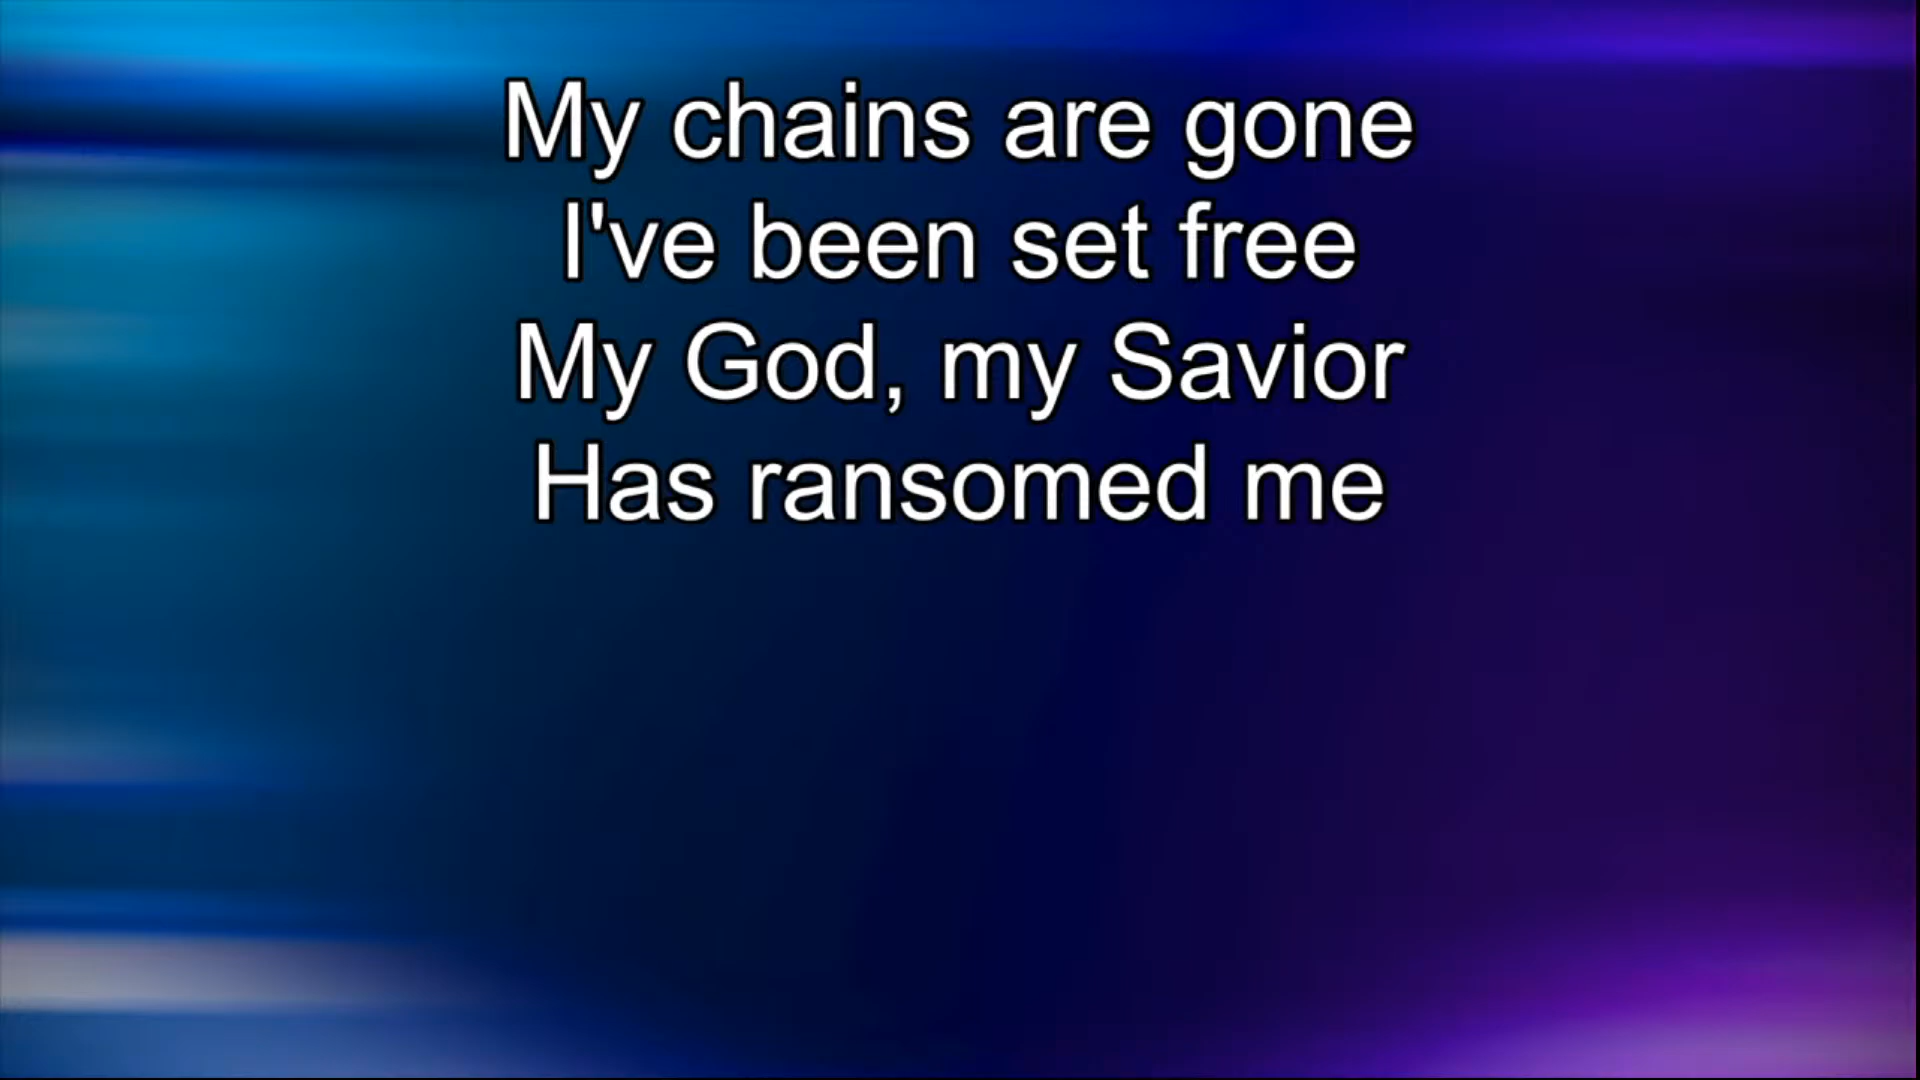 My chains are gone
I've been set free
My God, my Savior
Has ransomed me